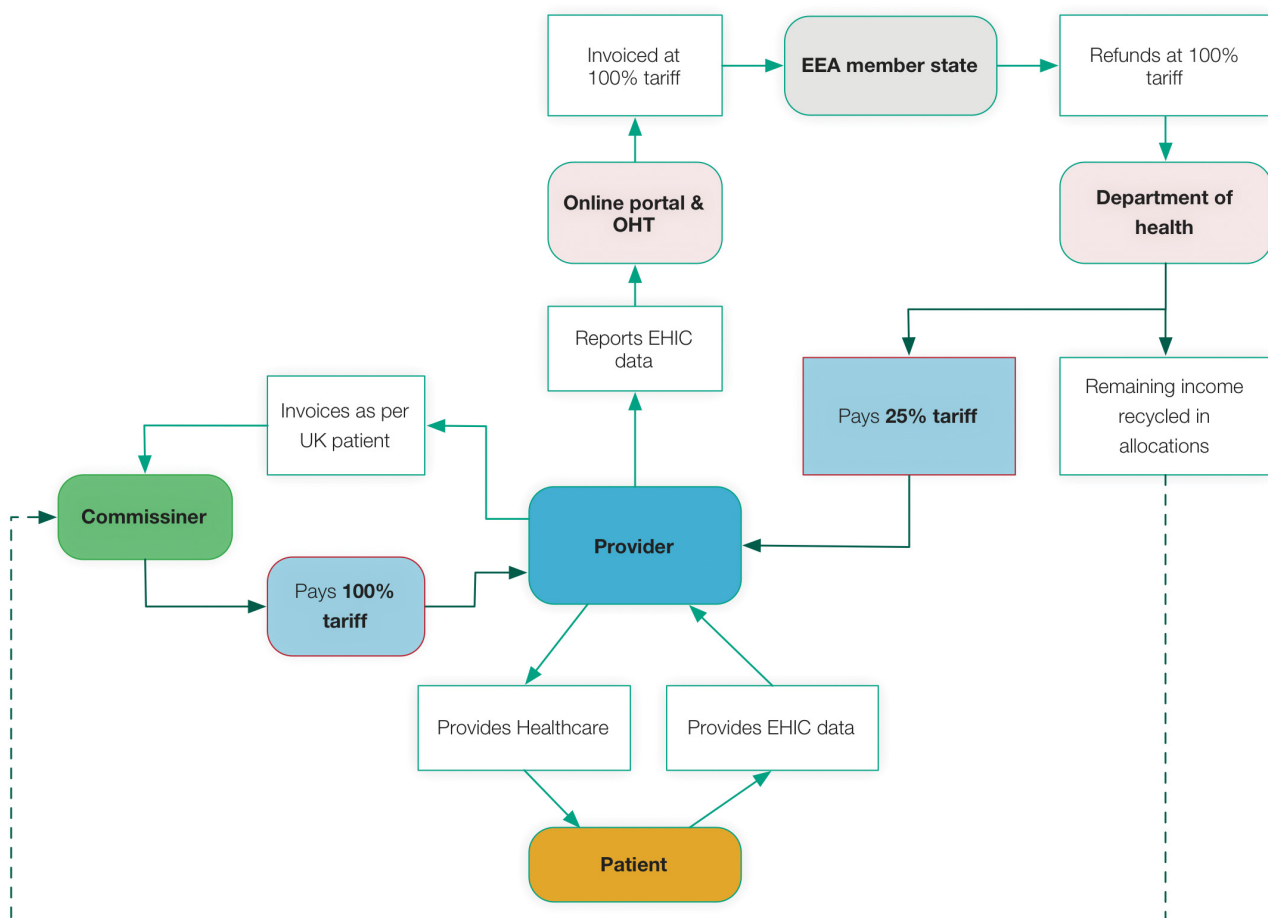 Invoiced at
100% tariff
EEA member state
Refunds at 100%
tariff
Online portal &
OHT
Department of
health
Reports EHIC
data
Invoices as per
UK patient
Pays 25% tariff
Remaining income
recycled in
allocations
Commissiner
Provider
Pays 100%
tariff
Provides Healthcare
Provides EHIC data
Patient